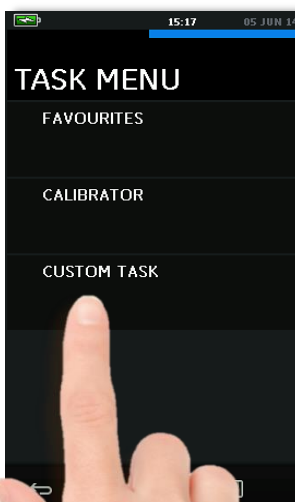 15:17 05 JUN 14
TASK MENU
FAVOURITES
CALIBRATOR
CUSTOM TASK